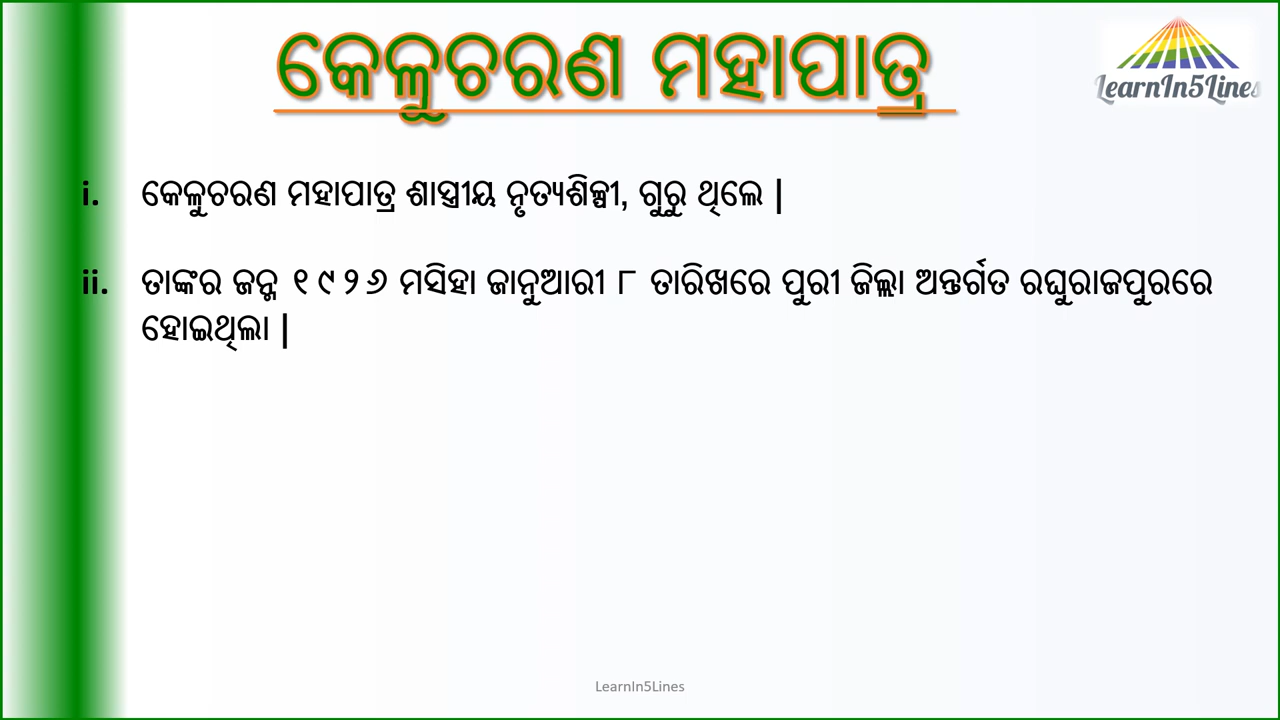 କେଳୁଚରଣ ମହାପାତ୍ର
LearnIn5Lines
i. କେଳୁଚରଣ ମହାପାତ୍ର ଶାସ୍ତ୍ରୀୟ ନୃତ୍ୟଶିଳ୍ପୀ, ଗୁରୁ ଥିଲେ |
ii. ତାଙ୍କର ଜନ୍ମ ୧୯୨୬ ମସିହା ଜାନୁଆରୀ ୮ ତାରିଖରେ ପୁରୀ ଜିଲ୍ଲା ଅନ୍ତର୍ଗତ ରଘୁରାଜପୁରରେ
ହୋଇଥିଲା |
LearnIn5Lines